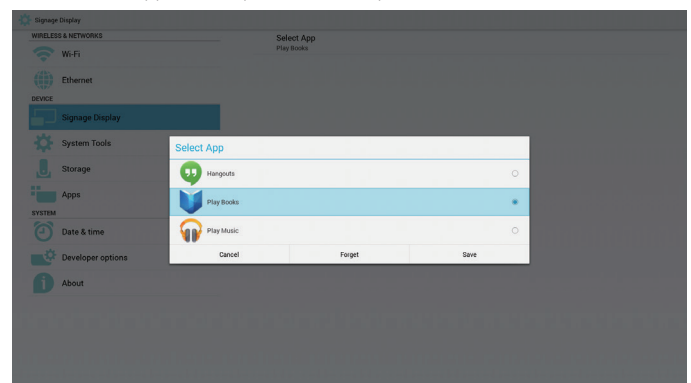 Signage Display
WIRELESS & NETWORKS
Wi-Fi
Ethernet
DEVICE
Signage Display
System Tools
Storage
Apps
SYSTEM
Date & time
Developer options
About
Select App
Play Books
Select App
Hangouts
Play Books
Play Music
Cancel Forget Save